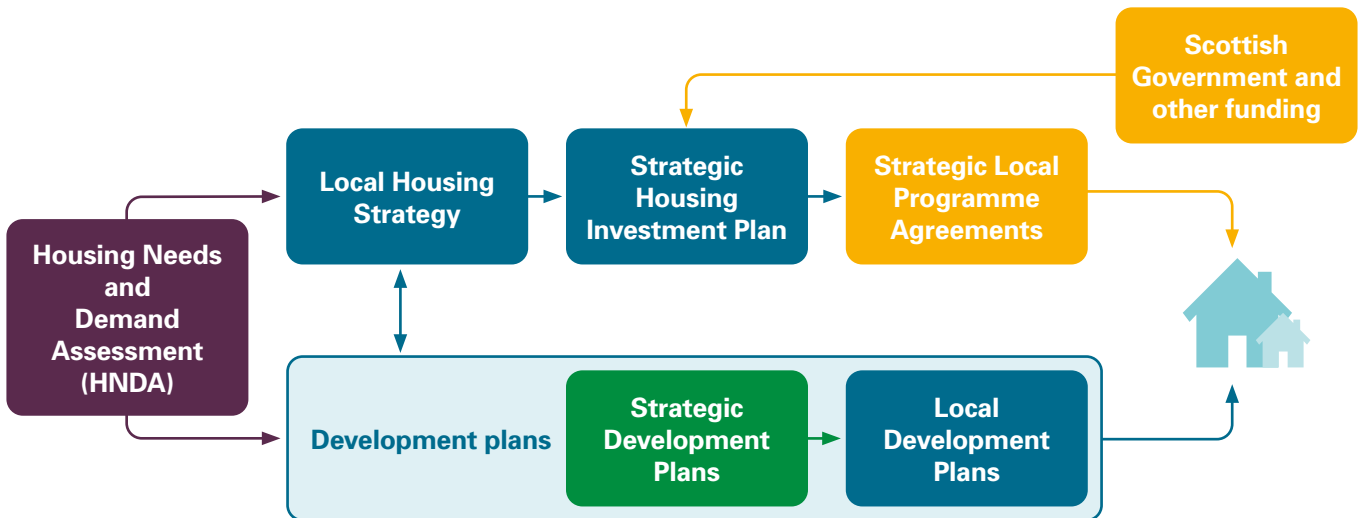 Scottish
Government and
other funding
Local Housing
Strategy
Strategic
Housing
Investment Plan
Strategic Local
Programme
Agreements
Housing Needs
and
Demand
Assessment
(HNDA)
Development plans
Strategic
Development
Plans
Local
Development
Plans